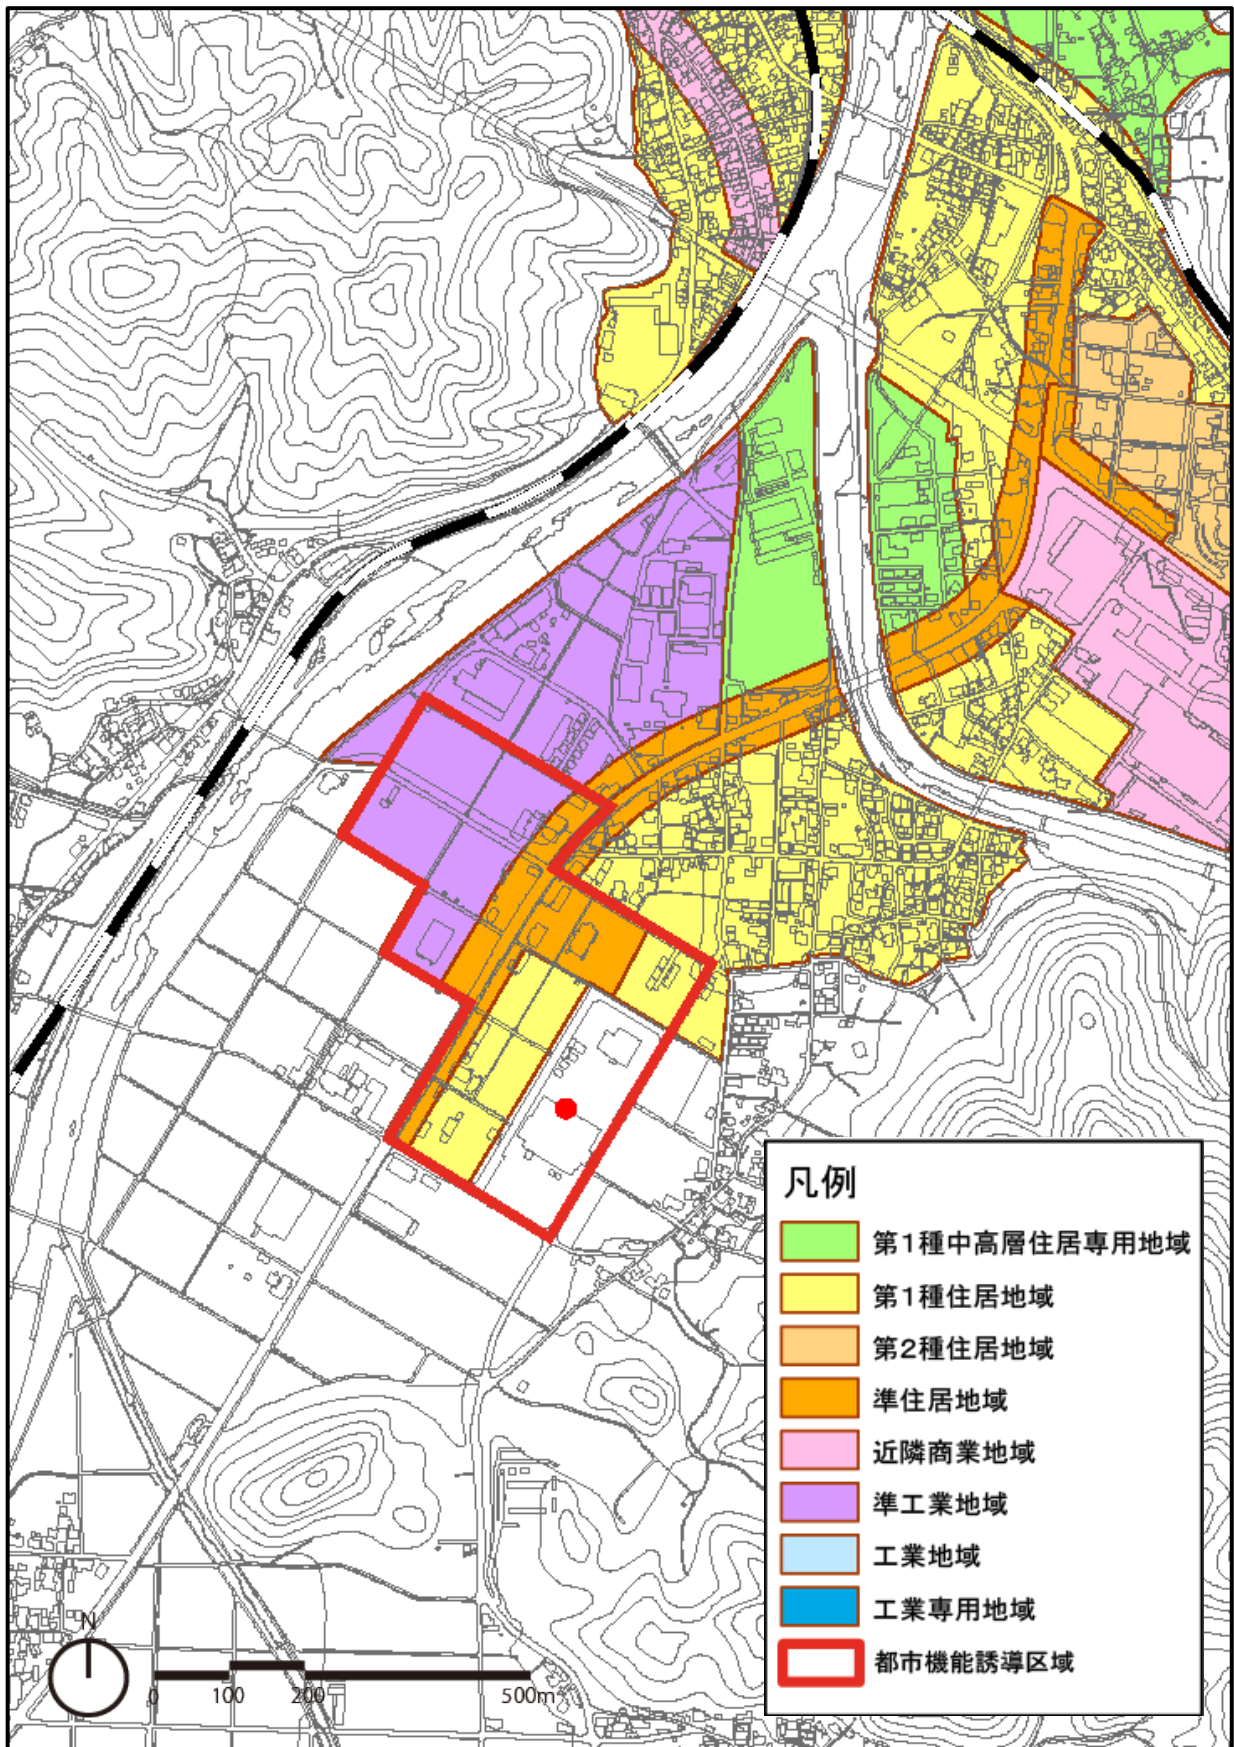 凡例
第1種中高層住居専用地域
第1種住居地域
第2種住居地域
準住居地域
近隣商業地域
準工業地域
工業地域
工業専用地域
都市機能誘導区域
N
0 100 200 500m